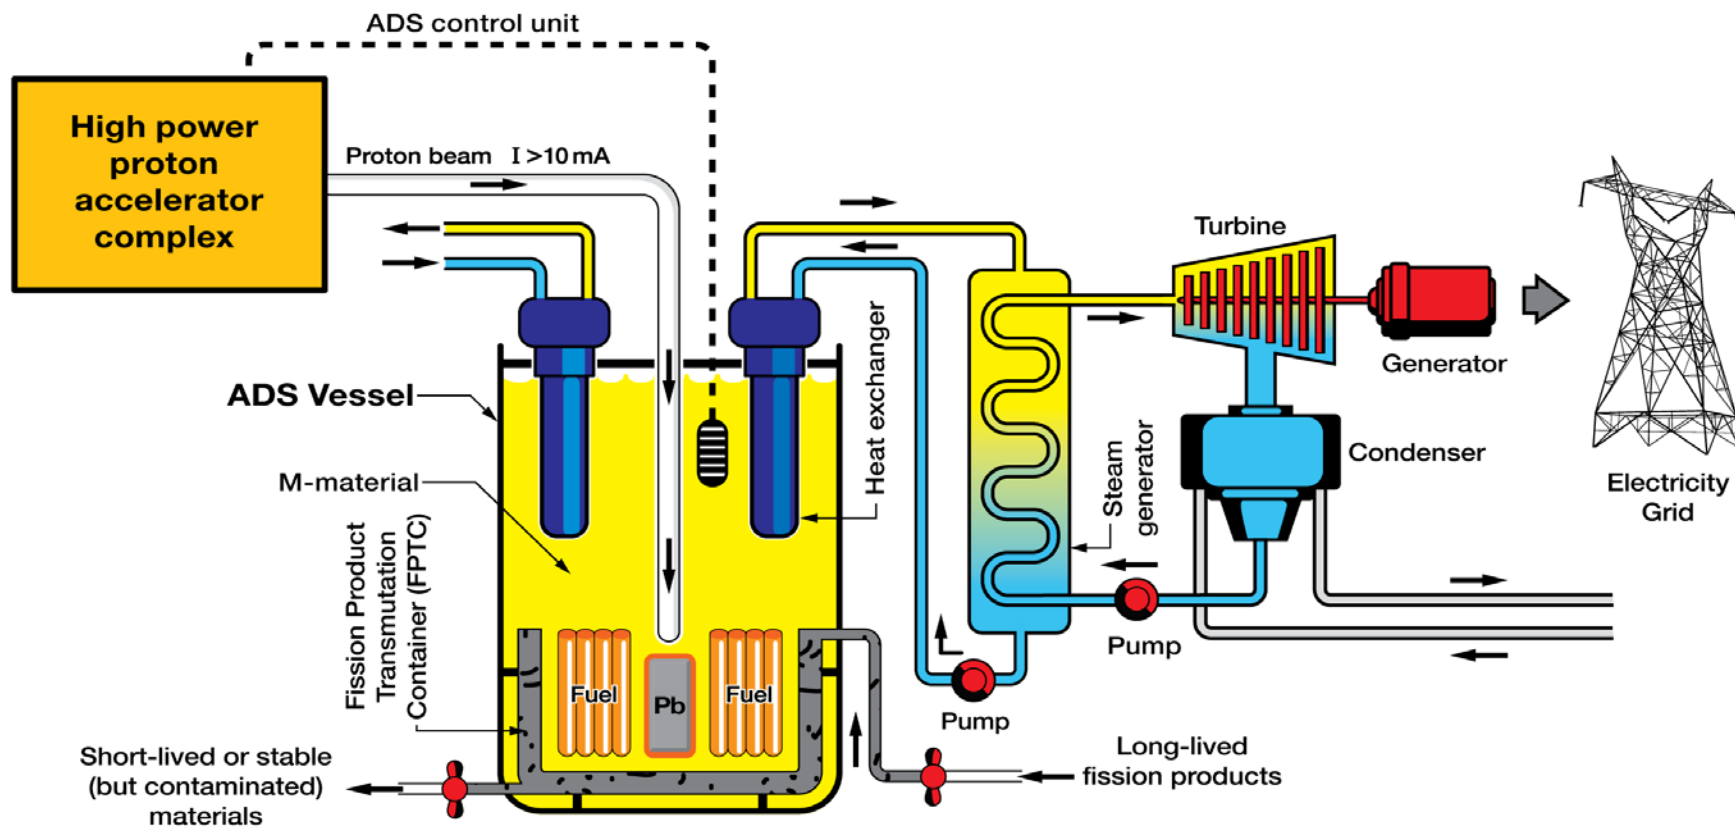 ADS control unit
High power
proton
accelerator
complex
Proton beam I >10 mA
Turbine
Generator
ADS Vessel
Heat exchanger
Condenser
M-material
Steam
generator
Electricity
Grid
Fission Product
Transmutation
Container (FPTC)
Fuel
Pb
Fuel
Pump
Pump
Short-lived or stable
(but contaminated)
materials
Long-lived
fission products